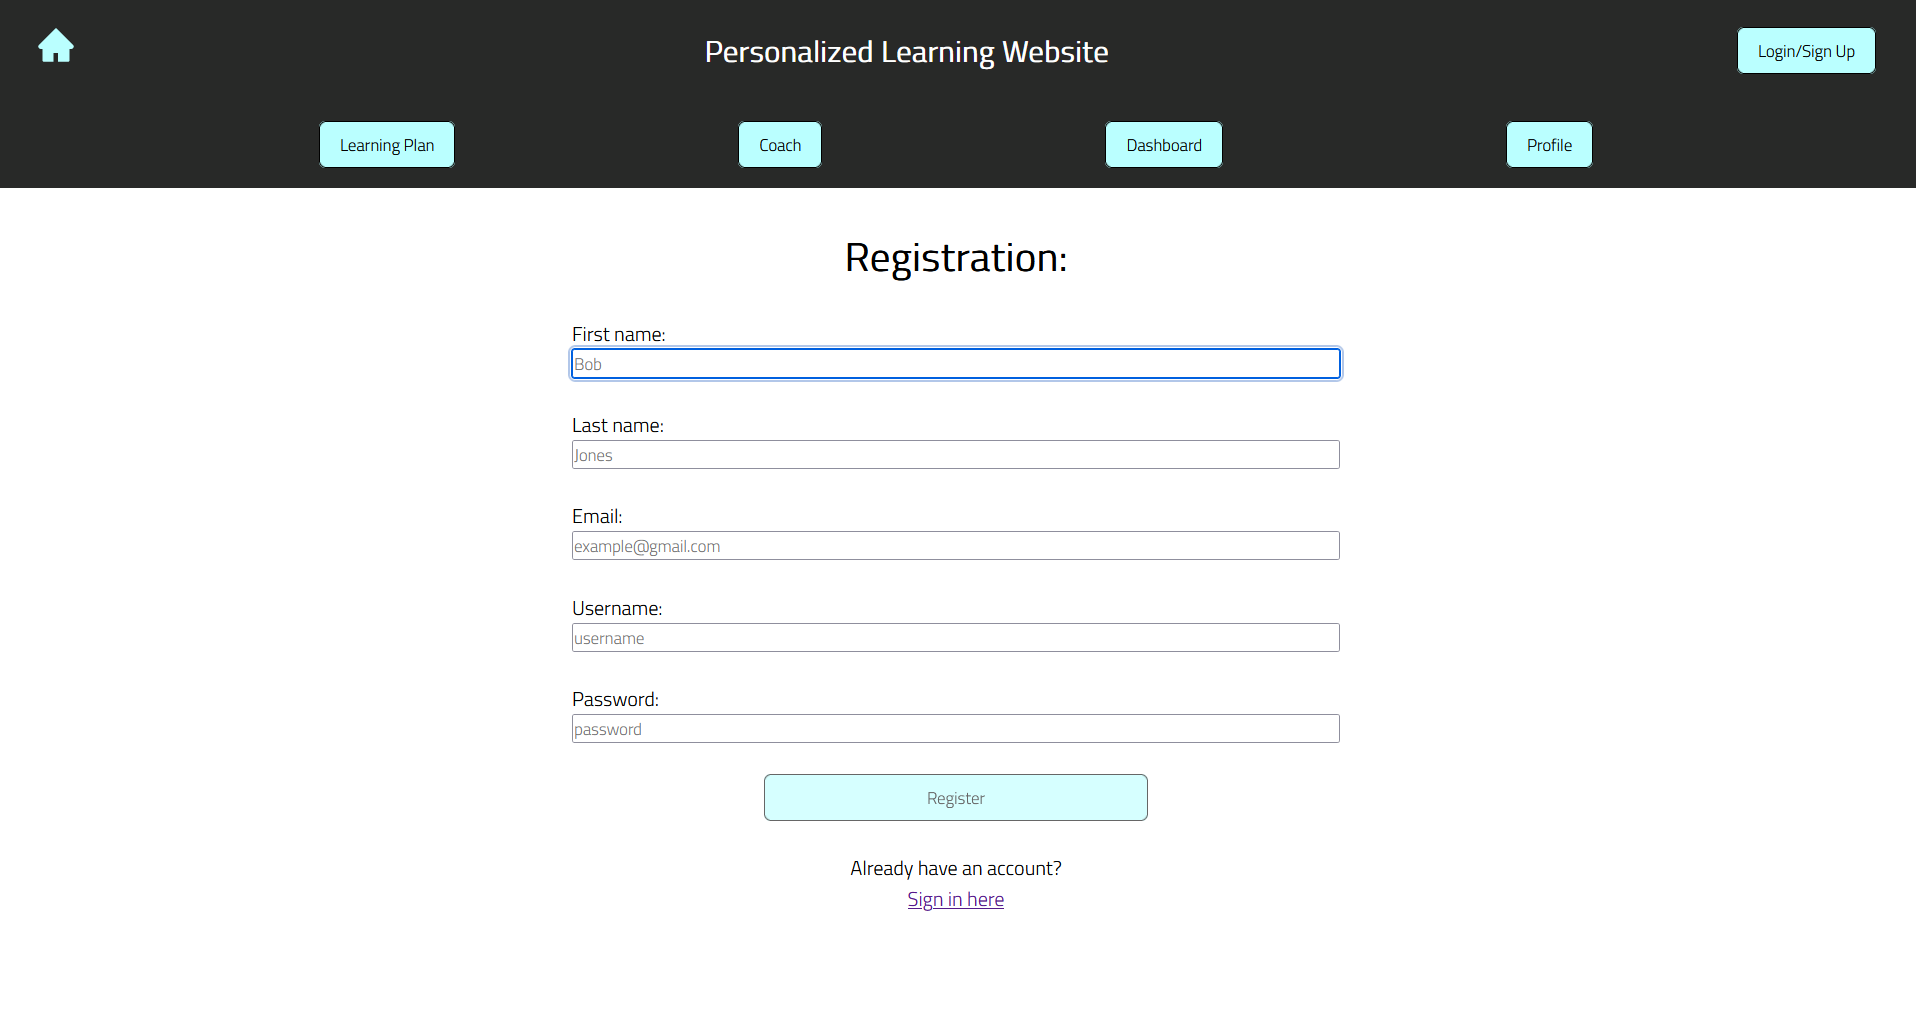 Personalized Learning Website
Login/Sign Up
Learning Plan
Coach
Dashboard
Profile
Registration:
First name:
Bob
Last name:
Jones
Email:
example@gmail.com
Username:
username
Password:
password
Register
Already have an account?
Sign in here